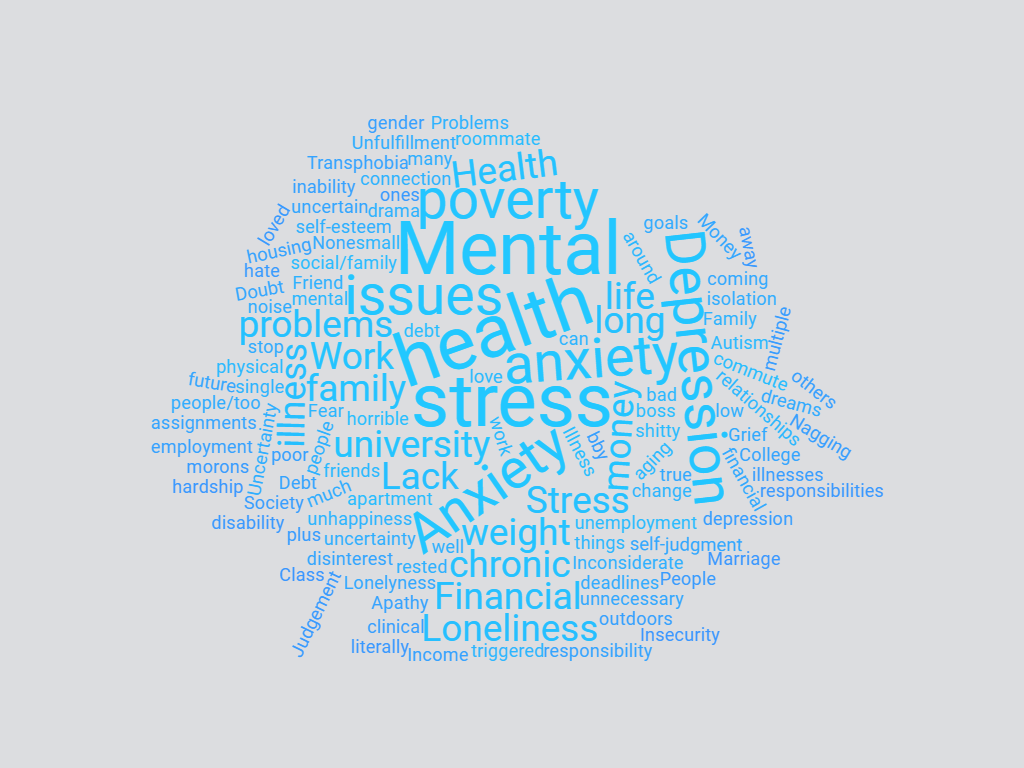 gender Problems
Unfulfillment roommate
Transphobia many Health
connection
inability ones poverty
uncertain drama
loved self-esteem Mental goals Money away
housing Nonesmall around Depression
hate social/family
Doubt Friend issues health life coming
noise mental long isolation
problems debt can Family multiple
stop Work anxiety Autism
physical illness love commute
future single family stress money bad relationships dreams others
people/too Fear horrible boss low
assignments Uncertainty people university work Illness bby shitty •Grief Nagging
employment poor aging financial College
morons friends Lack Anxiety true illnesses
hardship Debt much apartment Stress change responsibilities
Society
disability unhappiness weight unemployment depression
plus uncertainty well things self-judgment
disinterest rested chronic Inconsiderate Marriage
Class Lonelyness deadlines People
Judgement Apathy Financial unnecessary
clinical Loneliness outdoors
literally Income triggered responsibility Insecurity